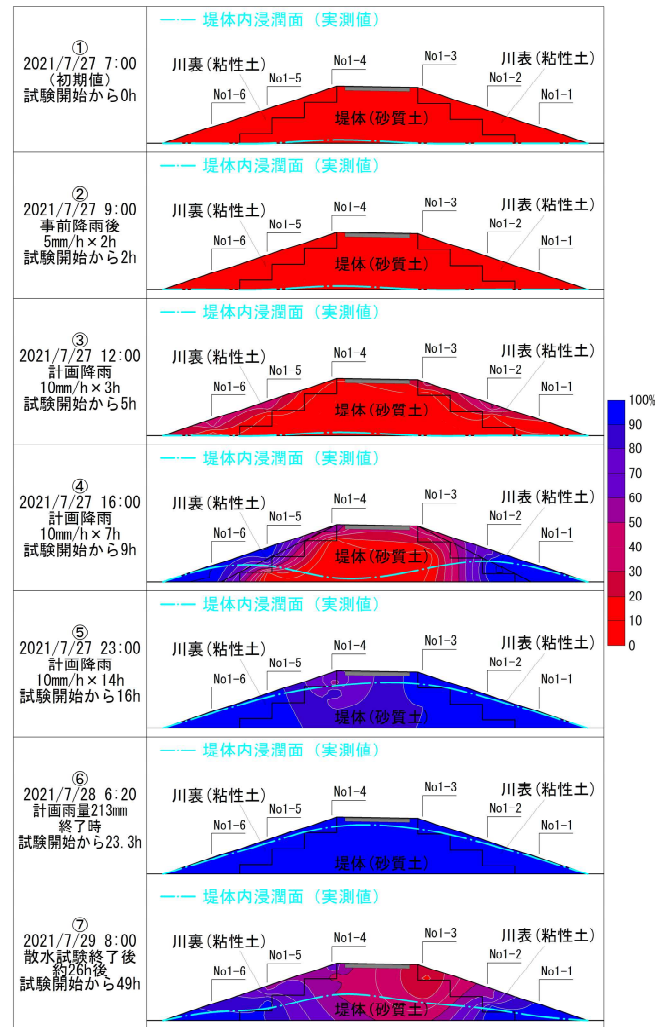 ①
2021/7/27 7:00
(初期値)
試験開始から0h
堤体内浸潤面 (実測値)
川裏(粘性土)
No1-4
No1-3
川表(粘性土)
No1-5
No1-2
No1-6
No1-1
堤体(砂質土)
②
2021/7/27 9:00
事前降雨後
5mm/h×2h
試験開始から2h
堤体内浸潤面 (実測値)
川裏(粘性土)
No1-4
No1-3
川表(粘性土)
No1-5
No1-2
No1-6
No1-1
堤体(砂質土)
③
2021/7/27 12:00
計画降雨
10mm/h×3h
試験開始から5h
堤体内浸潤面 (実測値)
川裏(粘性土)
No1-4
No1-3
川表(粘性土)
No1-5
No1-2
No1-6
No1-1
堤体(砂質土)
④
2021/7/27 16:00
計画降雨
10mm/h×7h
試験開始から9h
堤体内浸潤面 (実測値)
川裏(粘性土)
No1-4
No1-3
川表(粘性土)
No1-5
No1-2
No1-6
No1-1
堤体(砂質土)
⑤
2021/7/27 23:00
計画降雨
10mm/h×14h
試験開始から16h
堤体内浸潤面 (実測値)
川裏(粘性土)
No1-4
No1-3
川表(粘性土)
No1-5
No1-2
No1-6
No1-1
堤体(砂質土)
⑥
2021/7/28 6:20
計画雨量213mm
終了時
試験開始から23.3h
堤体内浸潤面 (実測値)
川裏(粘性土)
No1-4
No1-3
川表(粘性土)
No1-5
No1-2
No1-6
No1-1
堤体(砂質土)
⑦
2021/7/29 8:00
散水試験終了後
約26h後
試験開始から49h
堤体内浸潤面 (実測値)
川裏(粘性土)
No1-4
No1-3
川表(粘性土)
No1-5
No1-2
No1-6
No1-1
堤体(砂質土)
100%
90
80
70
60
50
40
30
20
10
0